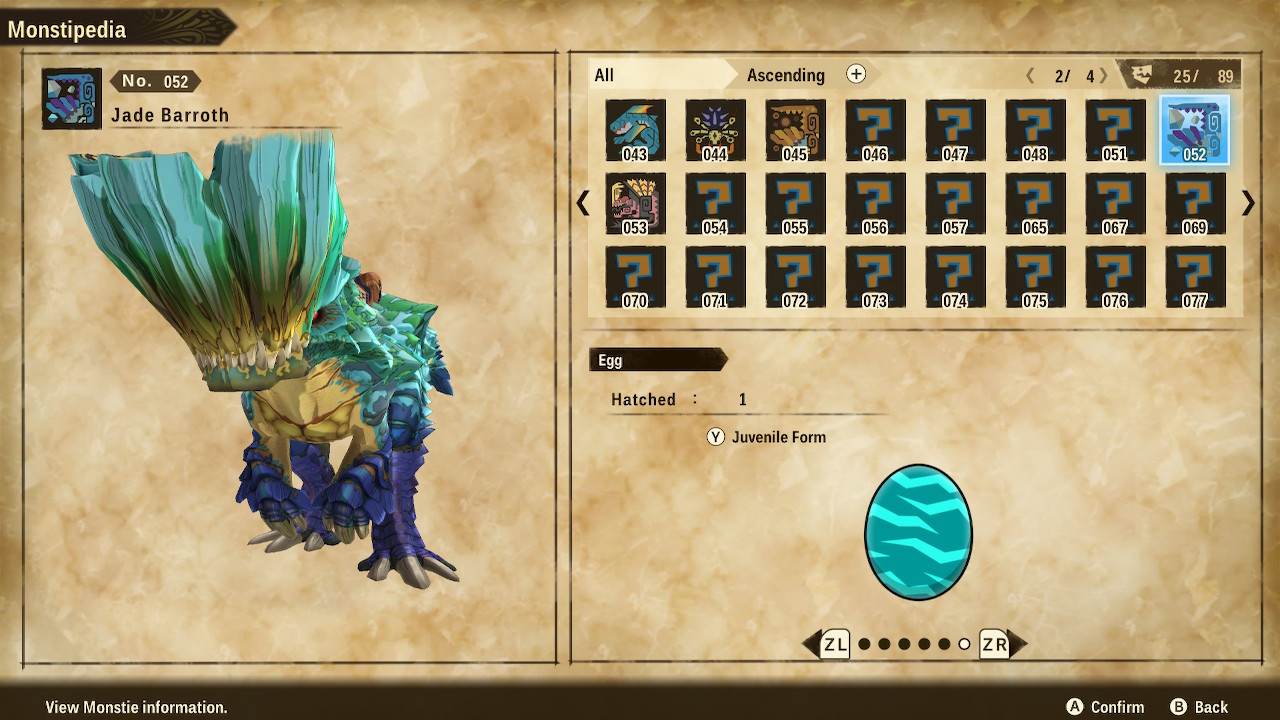 Monstipedia
No. 052
Jade Barroth
All
Ascending +
2/ 4
25/ 89
043 044 045 046 047 048 051 052
053 054 055 056 057 065 067 069
070 071 072 073 074 075 076 077
Egg
Hatched : 1
Y Juvenile Form
ZL ZR
View Monstie information.
A Confirm B Back